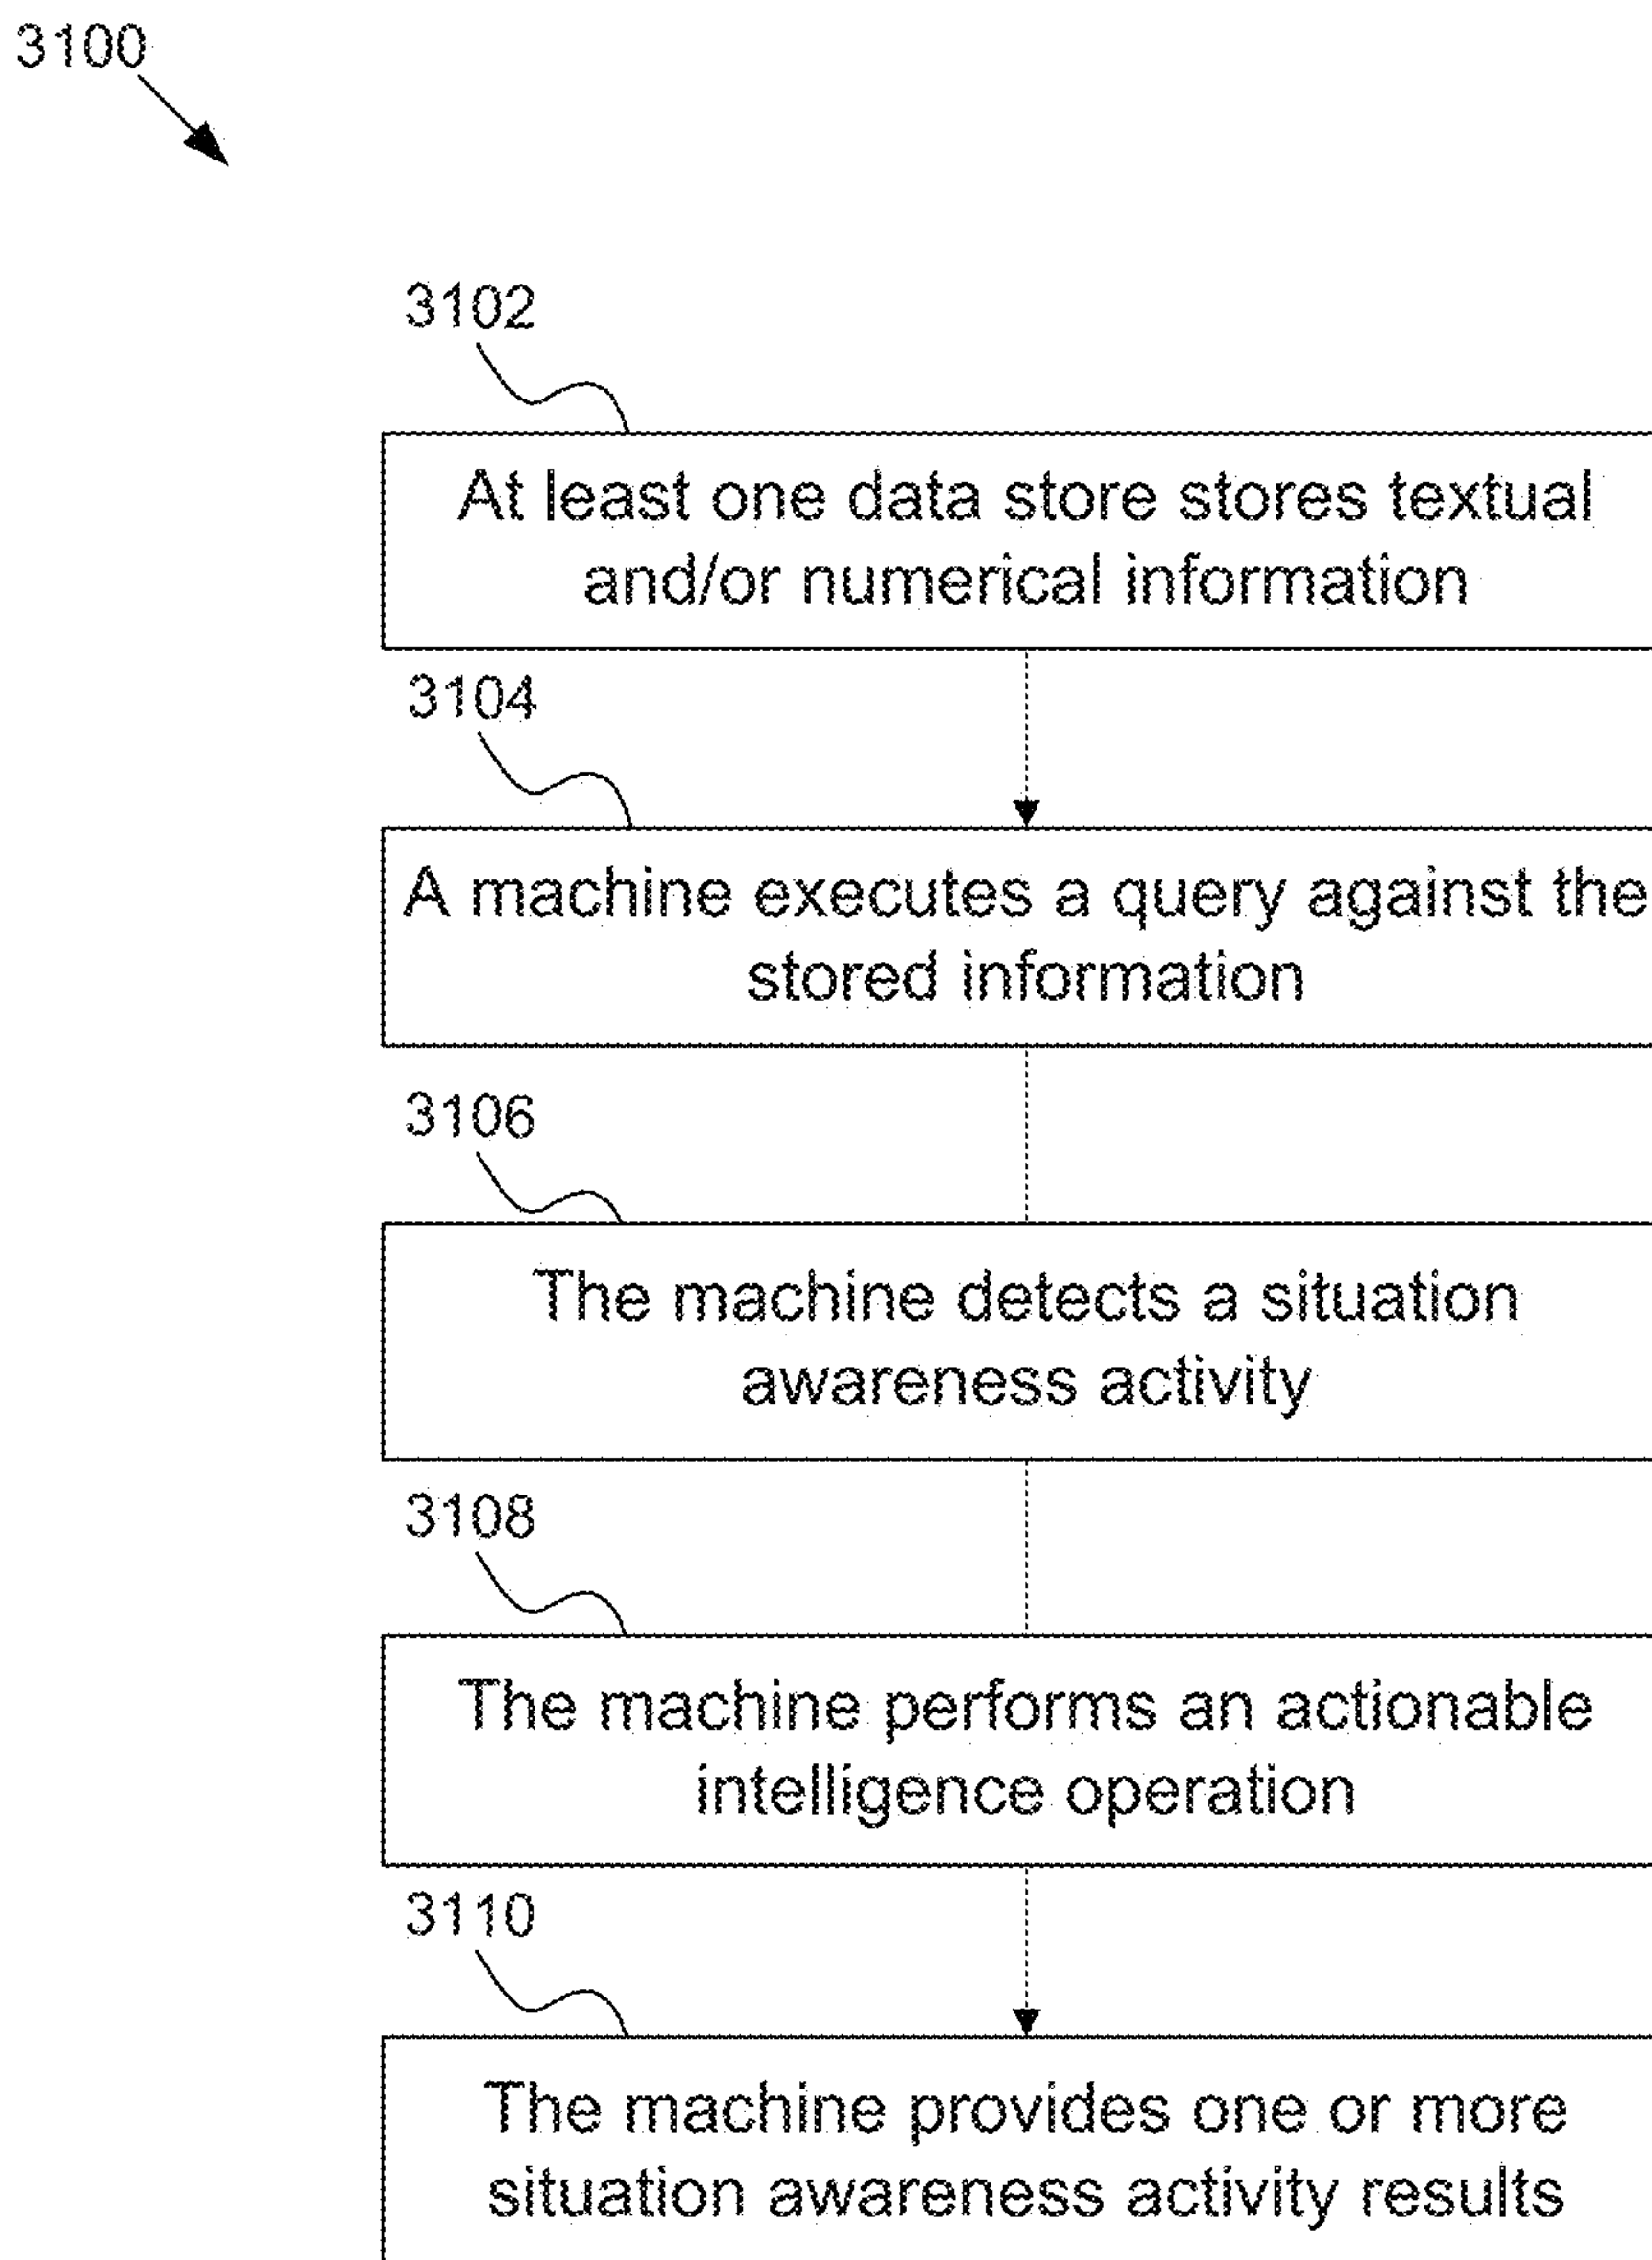 3100
3102
At least one data store stores textual
and/or numerical information
3104
A machine executes a query against the
stored information
3106
The machine detects a situation
awareness activity
3108
The machine performs an actionable
intelligence operation
3110
The machine provides one or more
situation awareness activity results